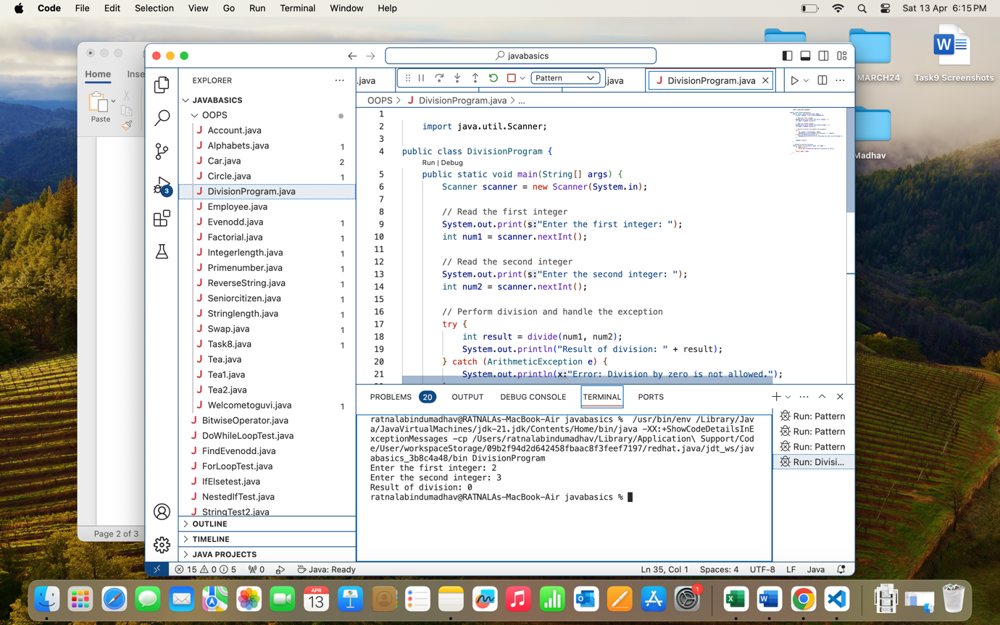 Code File Edit Selection View Go Run Terminal Window Help
Sat 13 Apr 6:15 PM
MARCH24
Task9 Screenshots
Madhav
Home Inse
Paste
Page 2 of 3
javabasics
EXPLORER
JAVABASICS
OOPS
Account.java
Alphabets.java 1
Car.java 2
Circle.java 1
DivisionProgram.java
Employee.java
Evenodd.java 1
Factorial.java 1
Integerlength.java 1
Primenumber.java 1
ReverseString.java 1
Seniorcitizen.java 1
Stringlength.java 1
Swap.java 1
Task8.java 1
Tea.java
Tea1.java
Tea2.java
Welcometoguvi.java 1
BitwiseOperator.java
DoWhileLoopTest.java
FindEvenodd.java
ForLoopTest.java
IfElsetest.java
NestedIfTest.java
StringTest2.java
OUTLINE
TIMELINE
JAVA PROJECTS
3
.java Pattern .java DivisionProgram.java
OOPS > DivisionProgram.java > ...
1
2 import java.util.Scanner;
3
4 public class DivisionProgram {
Run | Debug
5 public static void main(String[] args) {
6 Scanner scanner = new Scanner(System.in);
7
8 // Read the first integer
9 System.out.print(s:"Enter the first integer: ");
10 int num1 = scanner.nextInt();
11
12 // Read the second integer
13 System.out.print(s:"Enter the second integer: ");
14 int num2 = scanner.nextInt();
15
16 // Perform division and handle the exception
17 try {
18 int result = divide(num1, num2);
19 System.out.println("Result of division: " + result);
20 } catch (ArithmeticException e) {
21 System.out.println(x:"Error: Division by zero is not allowed.");
PROBLEMS 20 OUTPUT DEBUG CONSOLE TERMINAL PORTS
ratnalabindumadhav@RATNALAs-MacBook-Air javabasics % /usr/bin/env /Library/Jav
a/JavaVirtualMachines/jdk-21.jdk/Contents/Home/bin/java -XX:+ShowCodeDetailsInE
xceptionMessages -cp /Users/ratnalabindumadhav/Library/Application\ Support/Cod
e/User/workspaceStorage/09b2f94d2d642458fbaac8f3feef7197/redhat.java/jdt_ws/jav
abasics_3b8c4a48/bin DivisionProgram
Enter the first integer: 2
Enter the second integer: 3
Result of division: 0
ratnalabindumadhav@RATNALAs-MacBook-Air javabasics %
Run: Pattern
Run: Pattern
Run: Pattern
Run: Divisi...
15 0 5 0 Java: Ready
Ln 35, Col 1 Spaces: 4 UTF-8 LF Java
APR
13
1